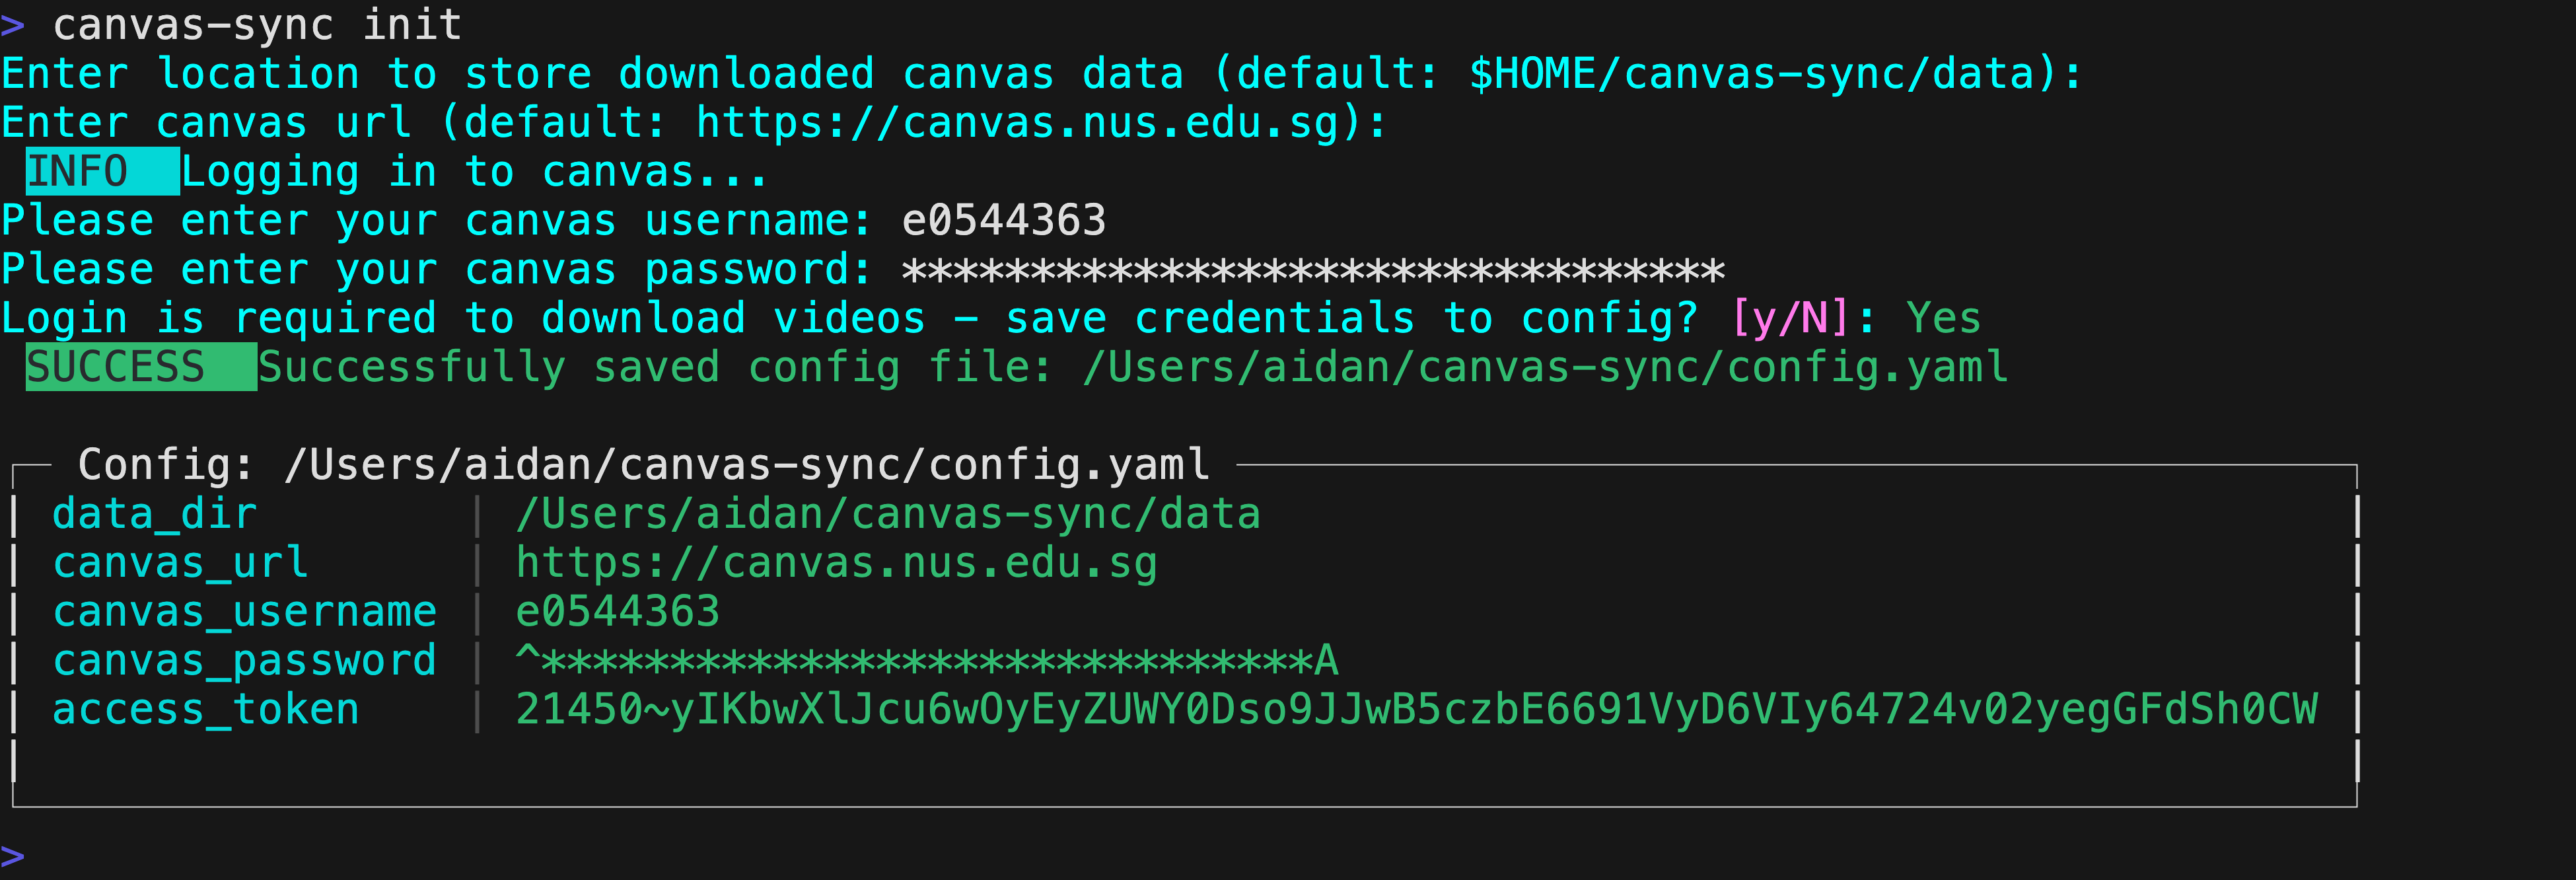 > canvas-sync init
Enter location to store downloaded canvas data (default: $HOME/canvas-sync/data):
Enter canvas url (default: https://canvas.nus.edu.sg):
INFO Logging in to canvas...
Please enter your canvas username: e0544363
Please enter your canvas password: ********************************
Login is required to download videos - save credentials to config? [y/N]: Yes
SUCCESS Successfully saved config file: /Users/aidan/canvas-sync/config.yaml
Config: /Users/aidan/canvas-sync/config.yaml
data_dir | /Users/aidan/canvas-sync/data
canvas_url | https://canvas.nus.edu.sg
canvas_username | e0544363
canvas_password | ^******************************A
access_token | 21450~yIKbwXlJcu6wOyEyZUWY0Dso9JJwB5czbE6691VyD6VIy64724v02yegGFdSh0CW
>